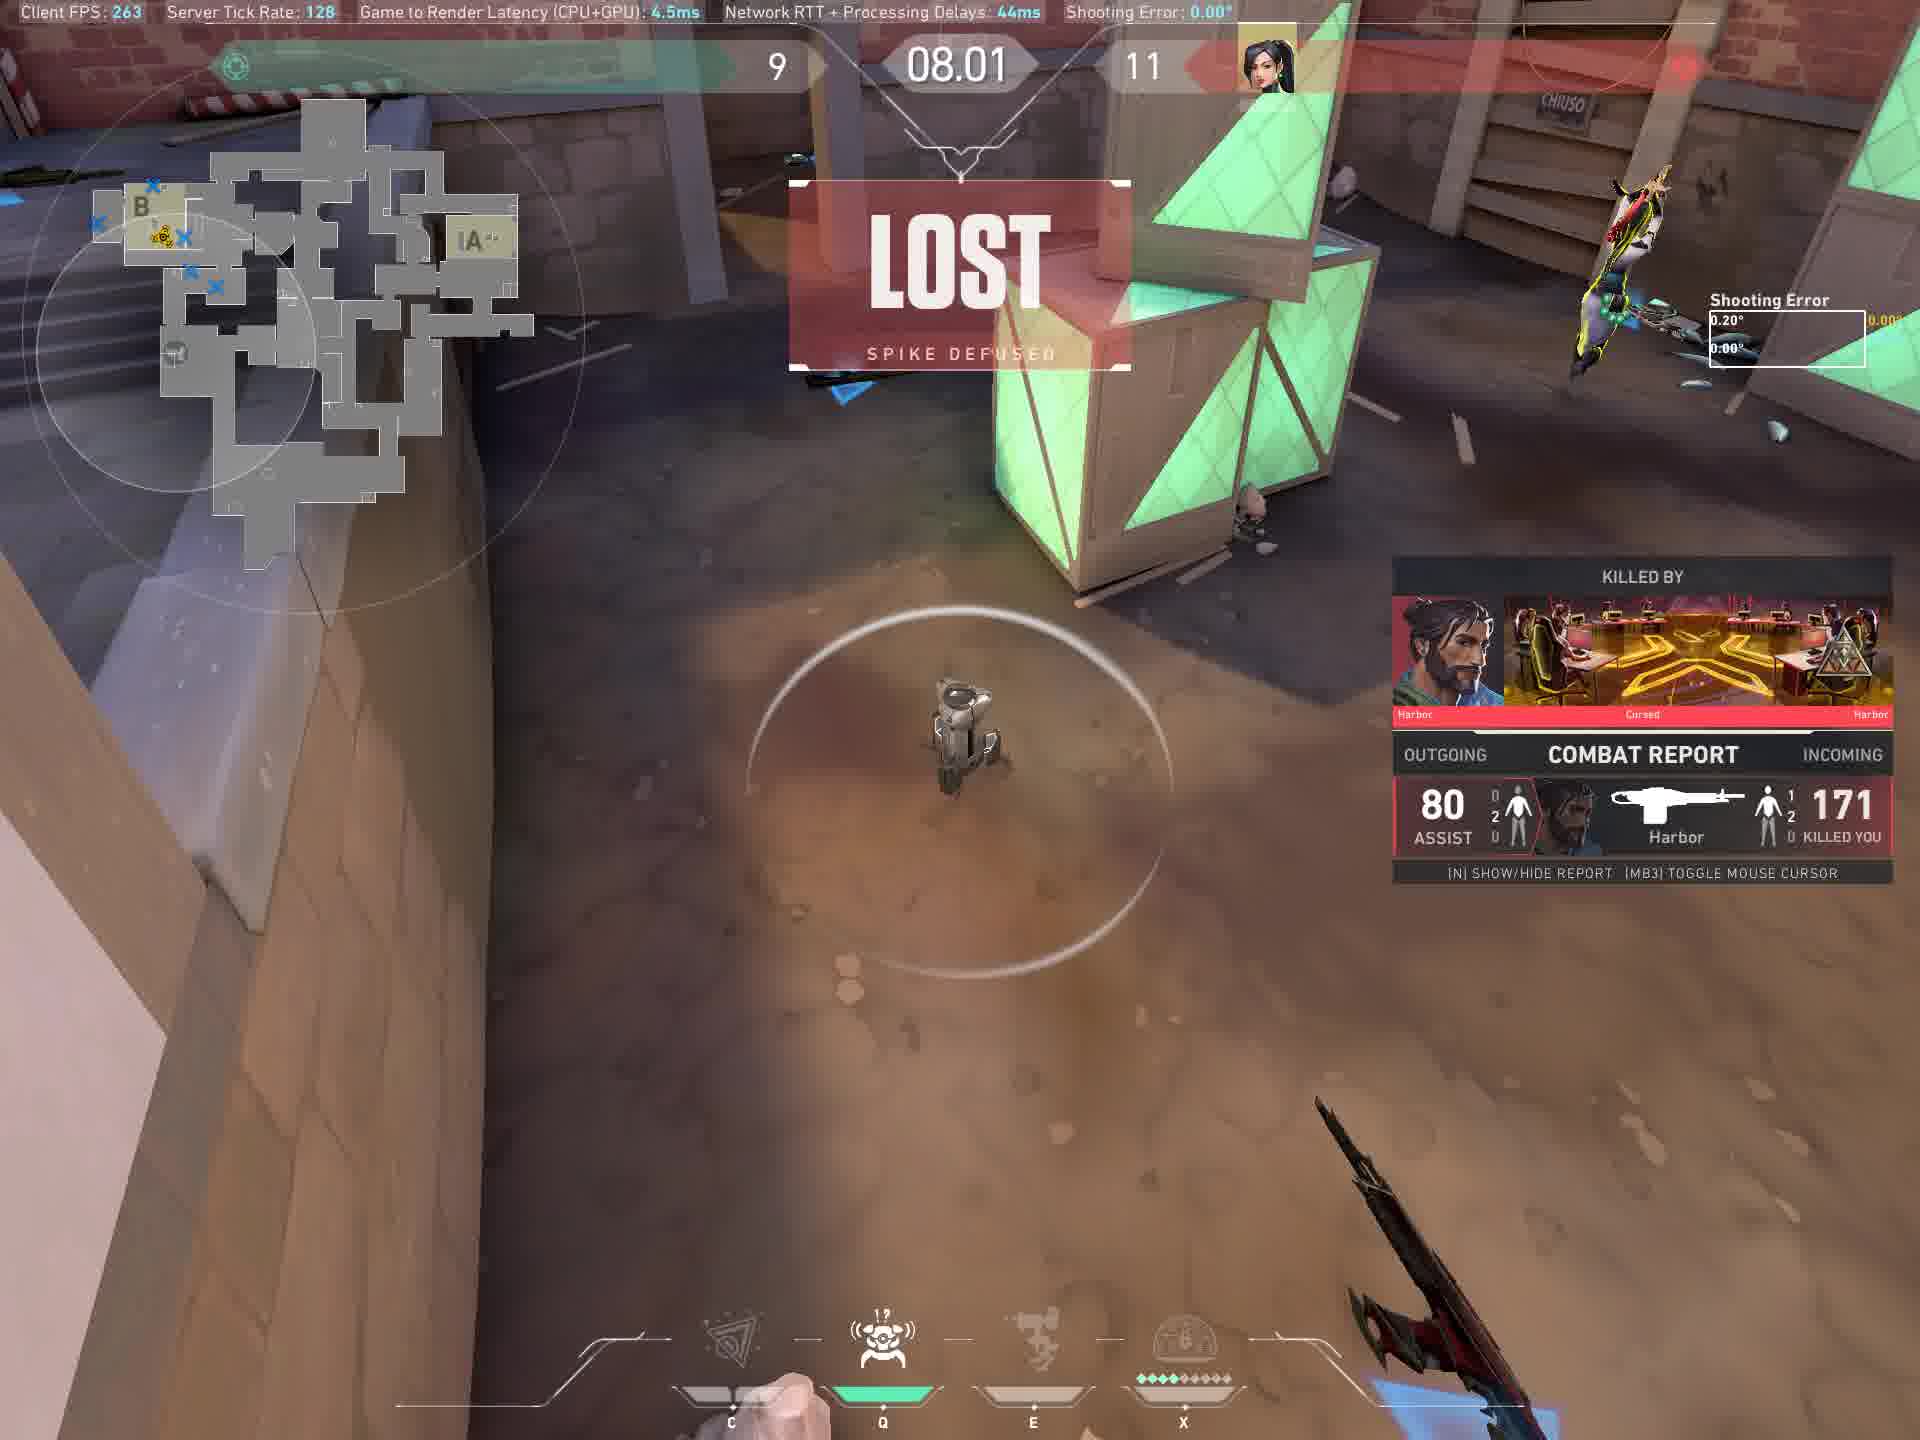 Client FPS: 263 Server Tick Rate: 128 Game to Render Latency (CPU+GPU): 4.5ms Network RTT + Processing Delays: 44ms Shooting Error: 0.00°
9 08.01 11
CHIUSO
B
A
LOST
SPIKE DEFUSED
Shooting Error
0.20°
0.00°
0.00°
KILLED BY
Harbor Cursed Harbor
OUTGOING COMBAT REPORT INCOMING
80 0 2 0 1 2 0 171
ASSIST Harbor KILLED YOU
[N] SHOW/HIDE REPORT [MB3] TOGGLE MOUSE CURSOR
C Q E X